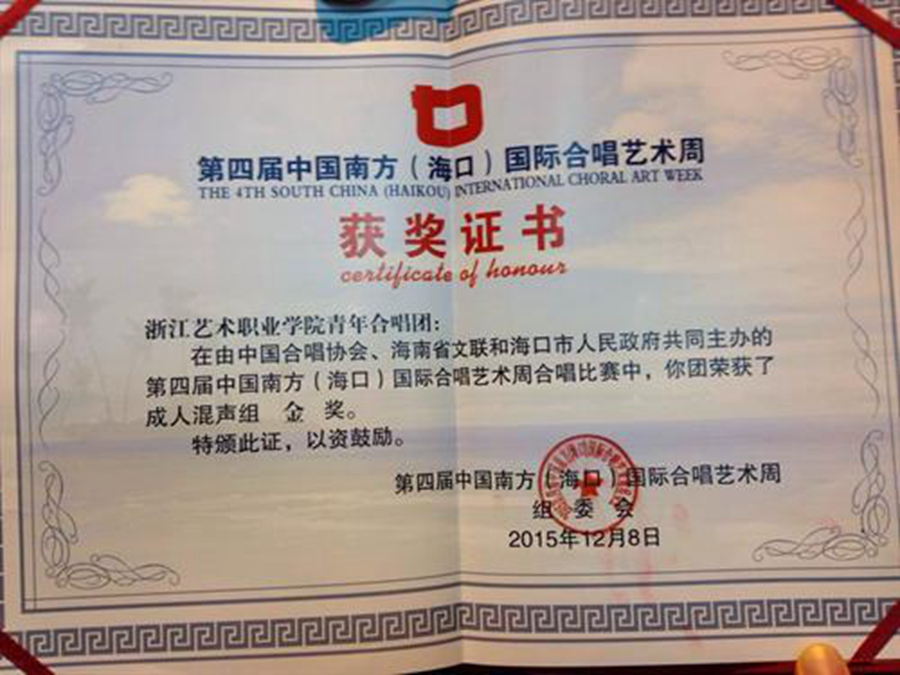 第四届中国南方（海口）国际合唱艺术周
THE 4TH SOUTH CHINA (HAIKOU) INTERNATIONAL CHORAL ART WEEK
获奖证书
certificate of honour
浙江艺术职业学院青年合唱团：
在由中国合唱协会、海南省文联和海口市人民政府共同主办的
第四届中国南方（海口）国际合唱艺术周合唱比赛中，你团荣获了
成人混声组 金 奖。
特颁此证，以资鼓励。
第四届中国南方（海口）国际合唱艺术周
组 委 会
2015年12月8日